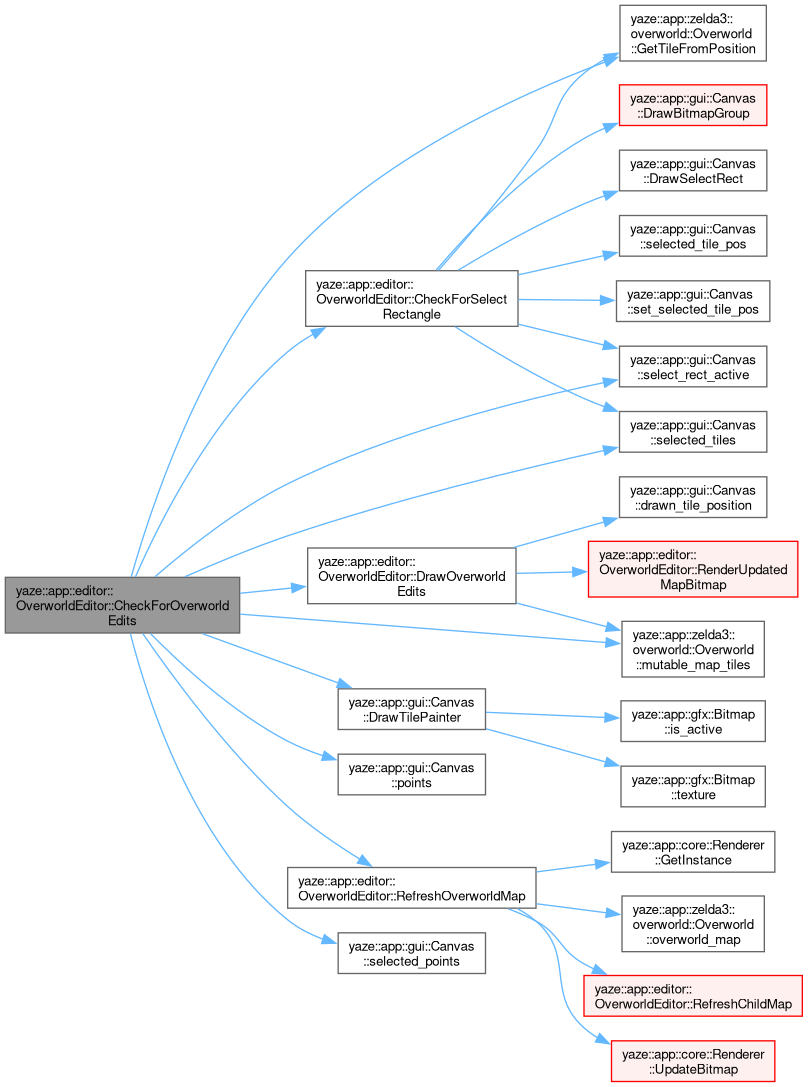 yaze::app::zelda3::
overworld::Overworld
::GetTileFromPosition
yaze::app::gui::Canvas
::DrawBitmapGroup
yaze::app::gui::Canvas
::DrawSelectRect
yaze::app::gui::Canvas
::selected_tile_pos
yaze::app::editor::
OverworldEditor::CheckForSelect
Rectangle
yaze::app::gui::Canvas
::set_selected_tile_pos
yaze::app::gui::Canvas
::select_rect_active
yaze::app::gui::Canvas
::selected_tiles
yaze::app::gui::Canvas
::drawn_tile_position
yaze::app::editor::
OverworldEditor::CheckForOverworld
Edits
yaze::app::editor::
OverworldEditor::DrawOverworld
Edits
yaze::app::editor::
OverworldEditor::RenderUpdated
MapBitmap
yaze::app::zelda3::
overworld::Overworld
::mutable_map_tiles
yaze::app::gui::Canvas
::DrawTilePainter
yaze::app::gfx::Bitmap
::is_active
yaze::app::gui::Canvas
::points
yaze::app::gfx::Bitmap
::texture
yaze::app::editor::
OverworldEditor::RefreshOverworldMap
yaze::app::core::Renderer
::GetInstance
yaze::app::zelda3::
overworld::Overworld
::overworld_map
yaze::app::gui::Canvas
::selected_points
yaze::app::editor::
OverworldEditor::RefreshChildMap
yaze::app::core::Renderer
::UpdateBitmap